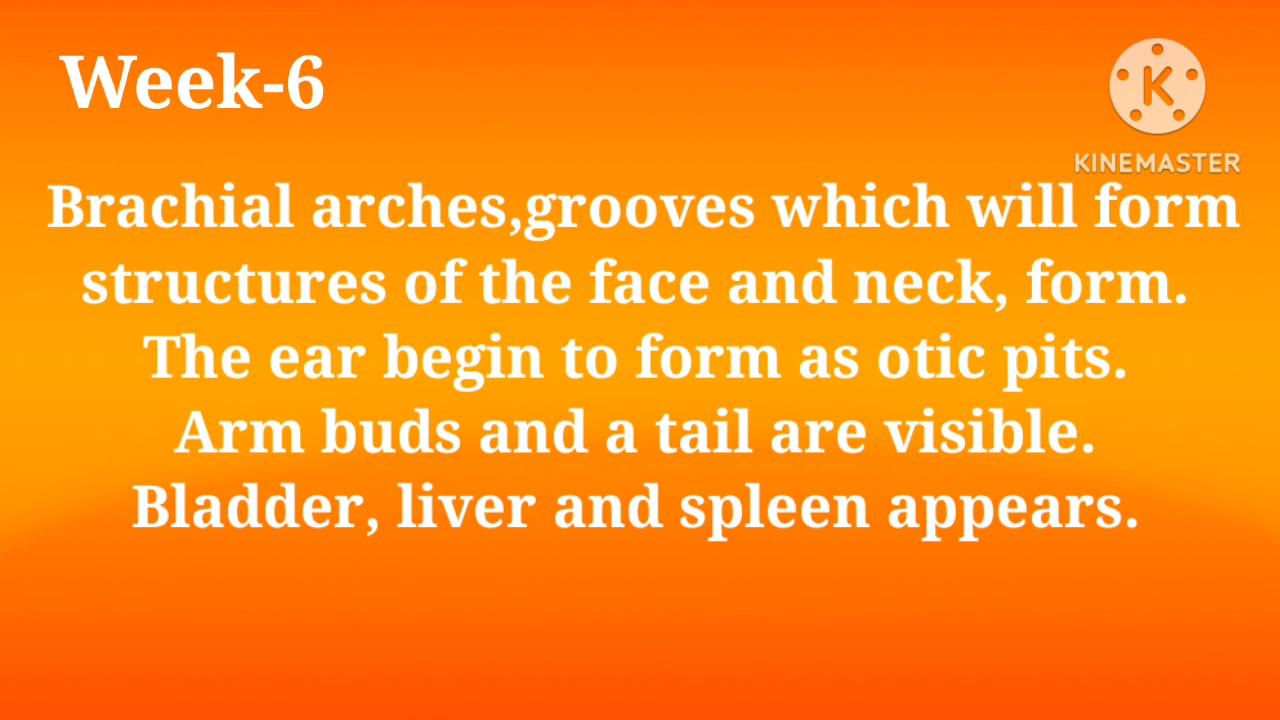 Week-6
K
KINEMASTER
Brachial arches,grooves which will form
structures of the face and neck, form.
The ear begin to form as otic pits.
Arm buds and a tail are visible.
Bladder, liver and spleen appears.